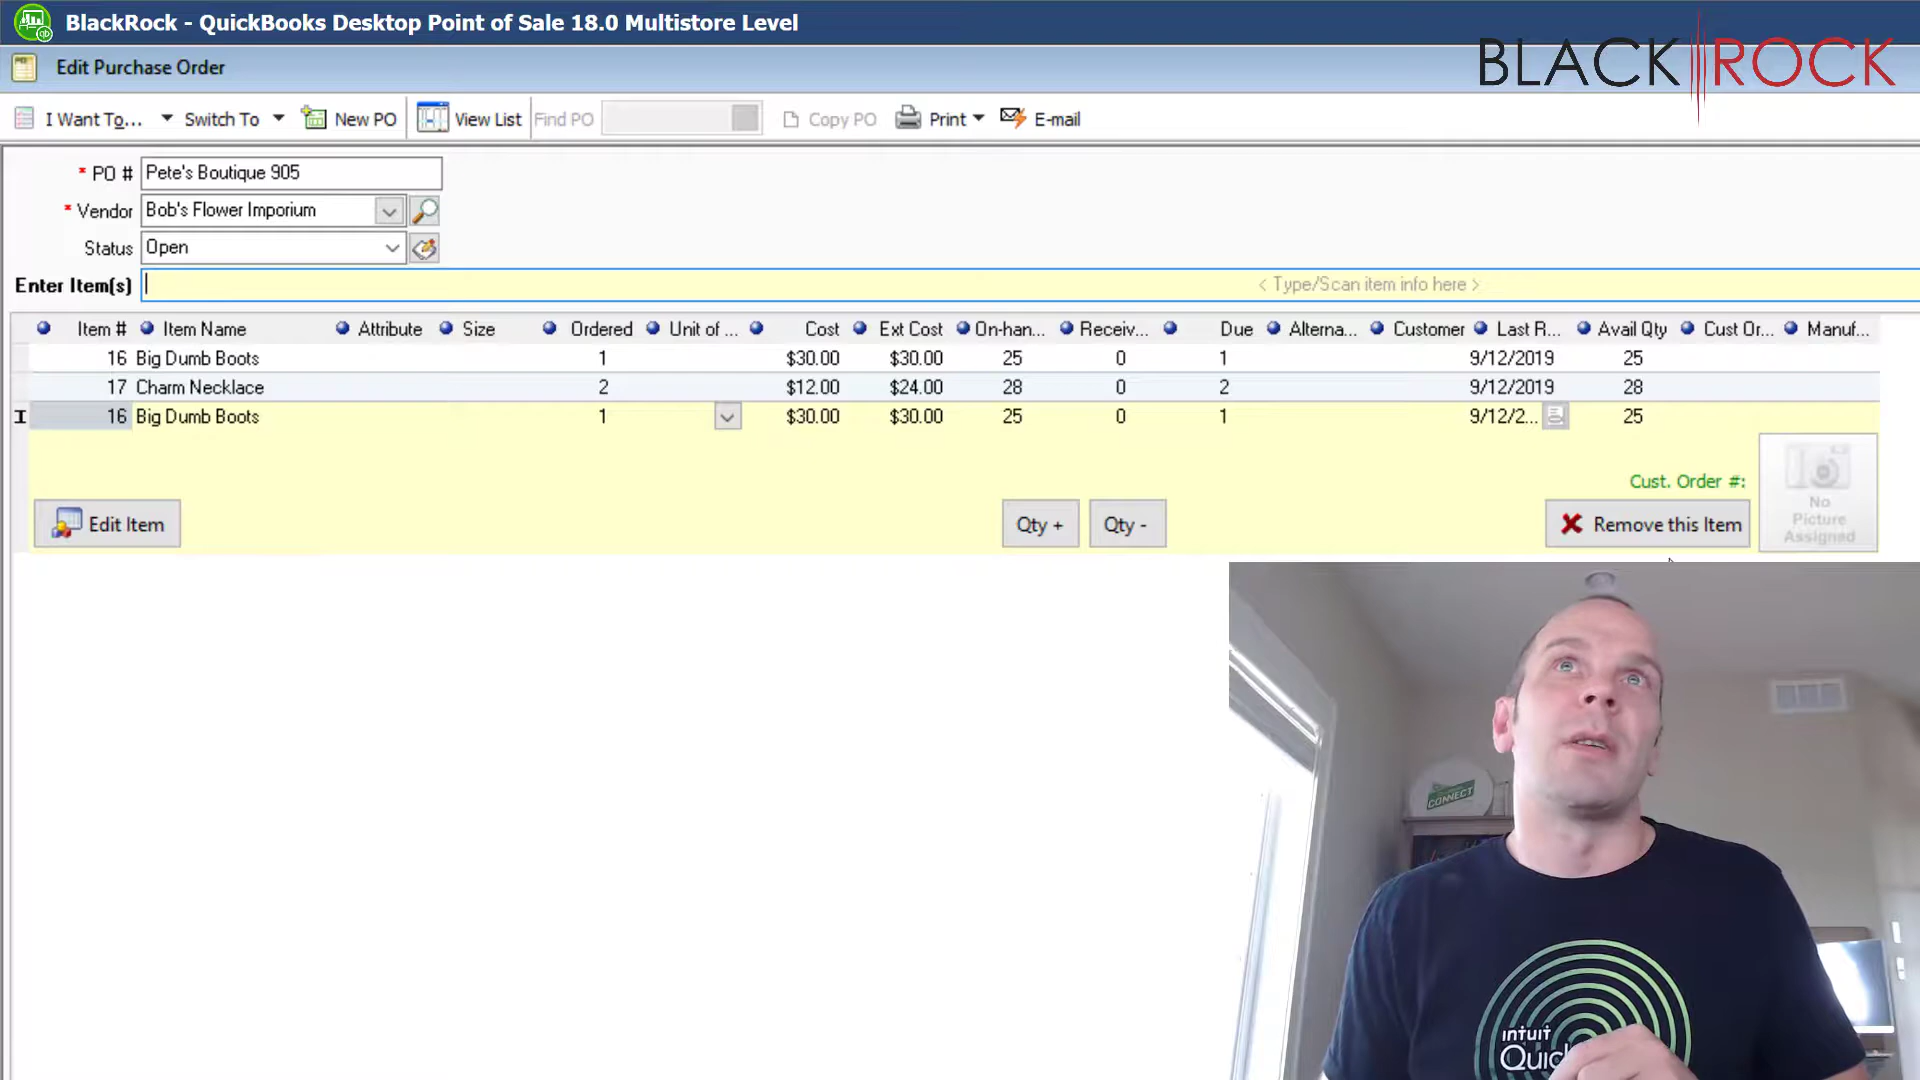 BlackRock - QuickBooks Desktop Point of Sale 18.0 Multistore Level
BLACK ROCK
Edit Purchase Order
I Want To... Switch To New PO View List Find PO Copy PO Print E-mail
* PO # Pete's Boutique 905
* Vendor Bob's Flower Imporium
Status Open
Enter Item(s) < Type/Scan item info here >
Item # Item Name Attribute Size Ordered Unit of ... Cost Ext Cost On-han... Receiv... Due Alterna... Customer Last R... Avail Qty Cust Or... Manuf...
16 Big Dumb Boots 1 $30.00 $30.00 25 0 1 9/12/2019 25
17 Charm Necklace 2 $12.00 $24.00 28 0 2 9/12/2019 28
16 Big Dumb Boots 1 $30.00 $30.00 25 0 1 9/12/2... 25
Cust. Order #:
Edit Item Qty + Qty - Remove this Item
No
Picture
Assigned
CONNECT
intuit